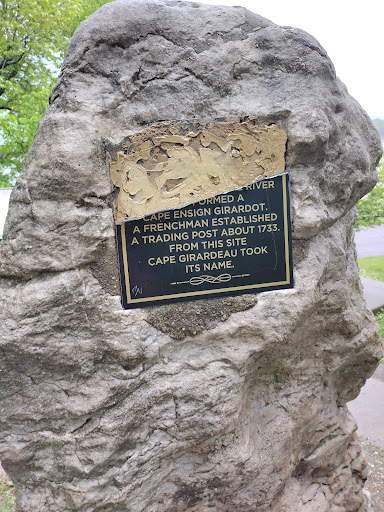 RIVER
FORMED A
CAPE ENSIGN GIRARDOT,
A FRENCHMAN ESTABLISHED
A TRADING POST ABOUT 1733.
FROM THIS SITE
CAPE GIRARDEAU TOOK
ITS NAME.